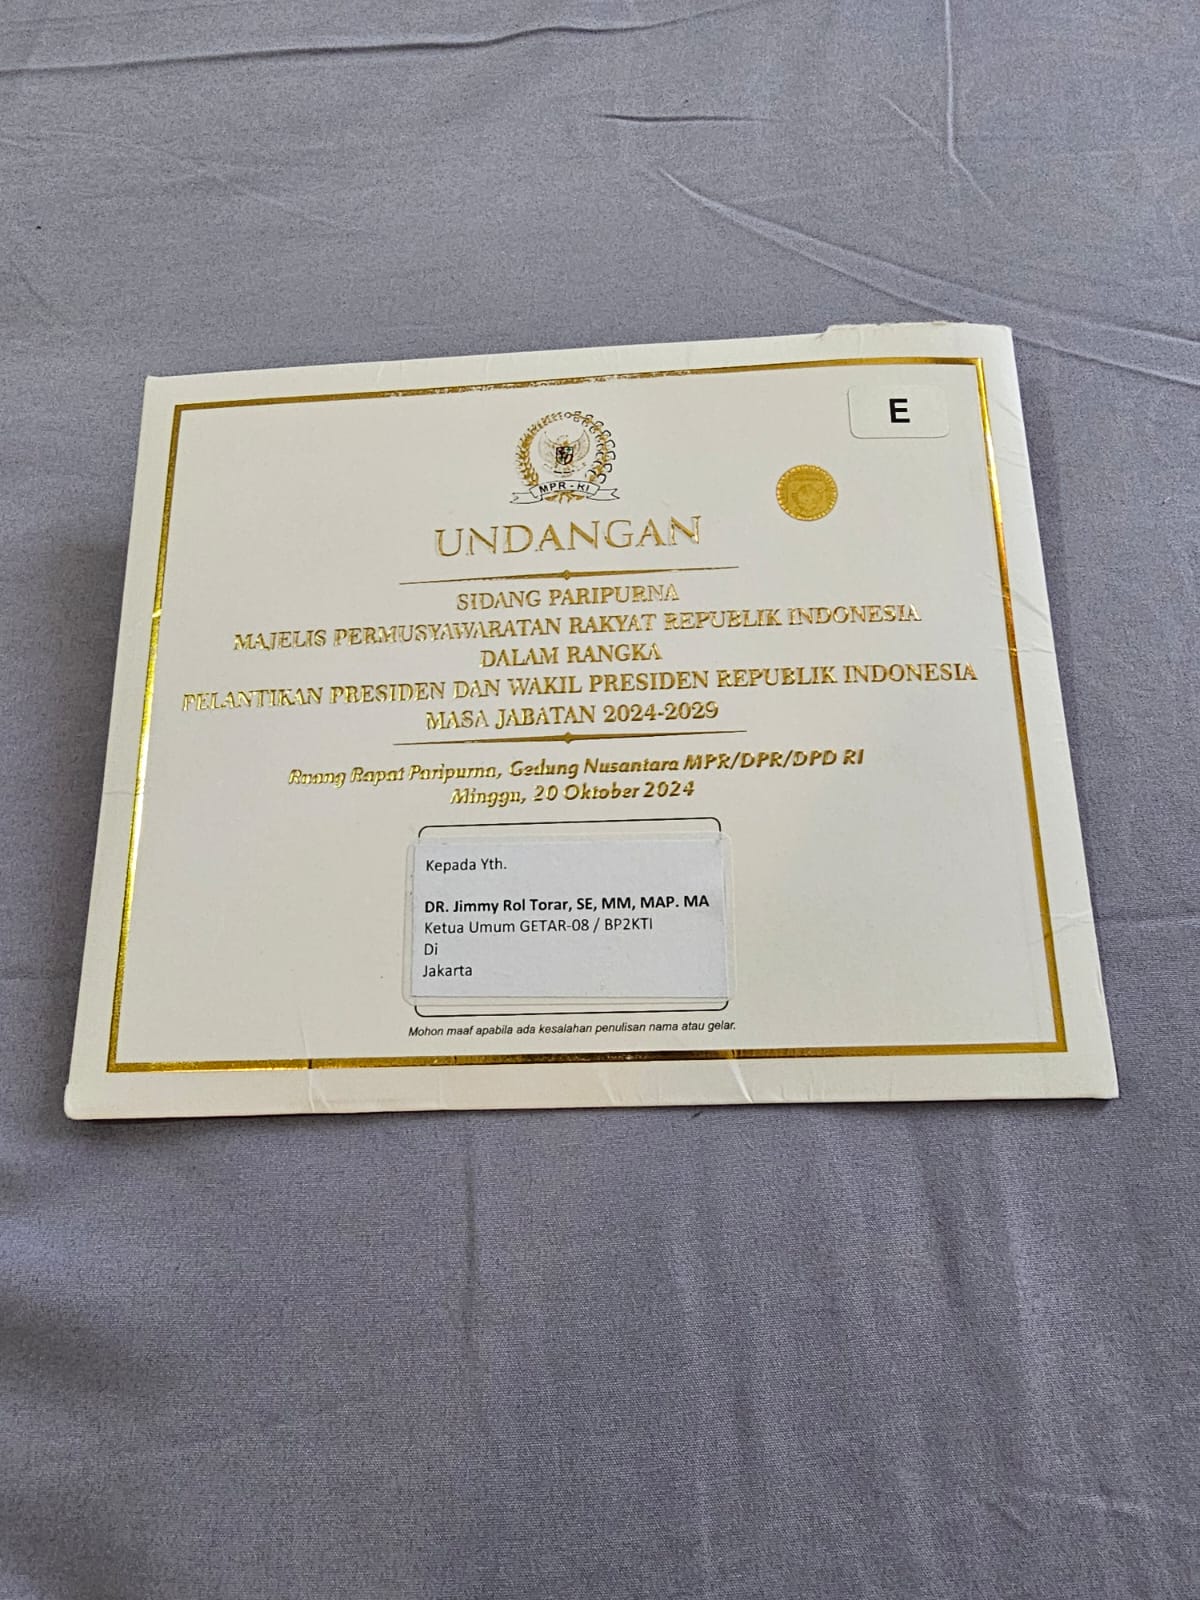 E
MPR-RI
UNDANGAN
SIDANG PARIPURNA
MAJELIS PERMUSYAWARATAN RAKYAT REPUBLIK INDONESIA
DALAM RANGKA
PELANTIKAN PRESIDEN DAN WAKIL PRESIDEN REPUBLIK INDONESIA
MASA JABATAN 2024-2029
Ruang Rapat Paripurna, Gedung Nusantara MPR/DPR/DPD RI
Minggu, 20 Oktober 2024
Kepada Yth.
DR. Jimmy Rol Torar, SE, MM, MAP. MA
Ketua Umum GETAR-08 / BP2KTI
Di
Jakarta
Mohon maaf apabila ada kesalahan penulisan nama atau gelar.